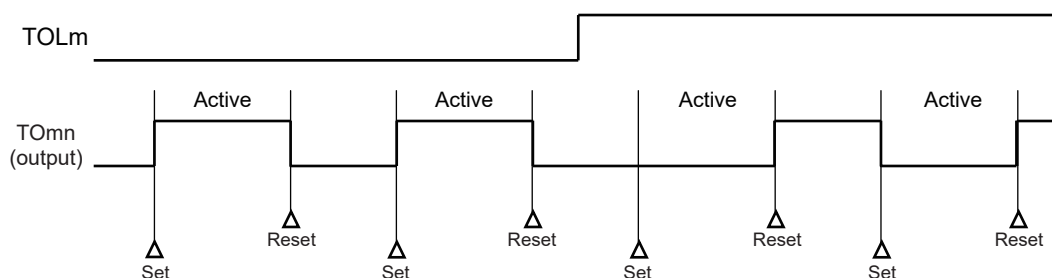 TOLm
Active Active Active Active
TOmn
(output)
Reset Reset Reset Reset
Set Set Set Set